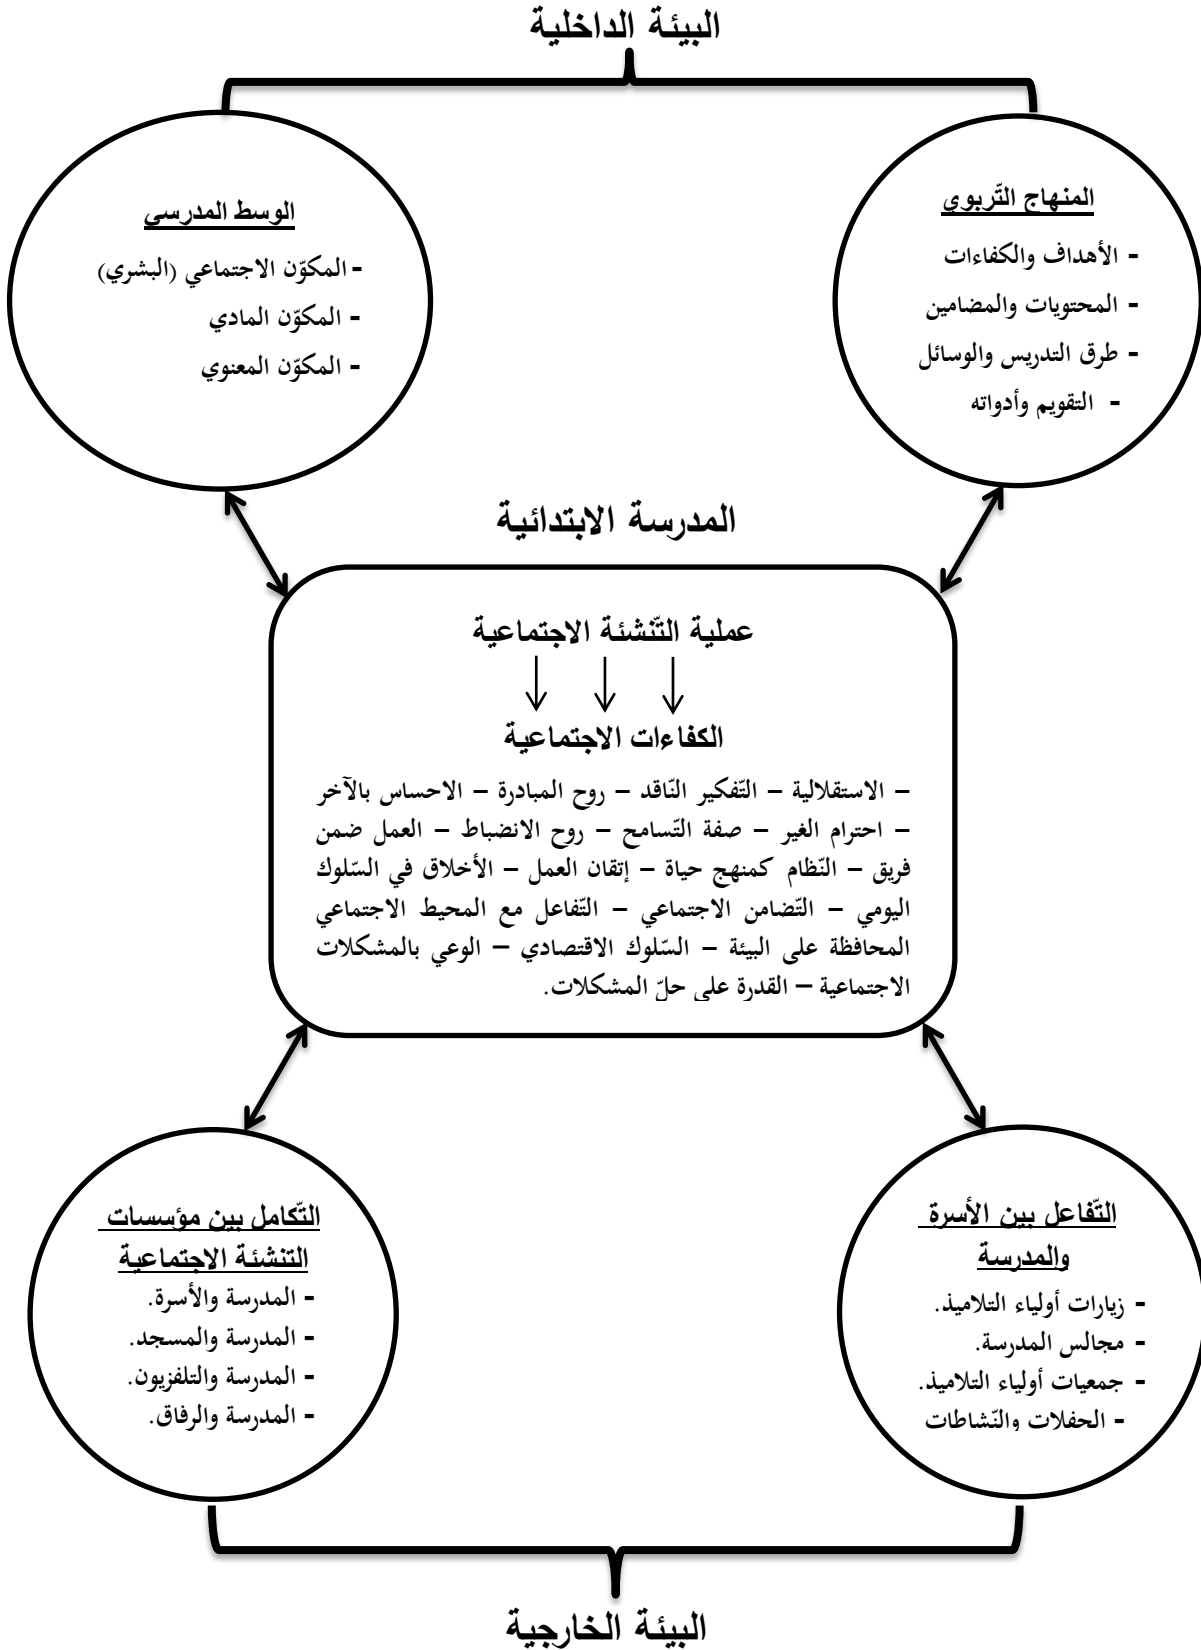 البيئة الداخلية
المنهاج التّربوي
- الأهداف والكفاءات
- المحتويات والمضامين
- طرق التدريس والوسائل
- التقويم وأدواته
الوسط المدرسي
- المكوّن الاجتماعي (البشري)
- المكوّن المادي
- المكوّن المعنوي
المدرسة الابتدائية
عملية التّنشئة الاجتماعية
الكفاءات الاجتماعية
– الاستقلالية – التّفكير النّاقد – روح المبادرة – الاحساس بالآخر
– احترام الغير – صفة التّسامح – روح الانضباط – العمل ضمن
فريق – النّظام كمنهج حياة – إتقان العمل – الأخلاق في السّلوك
اليومي – التّضامن الاجتماعي – التّفاعل مع المحيط الاجتماعي
المحافظة على البيئة – السّلوك الاقتصادي – الوعي بالمشكلات
الاجتماعية – القدرة على حلّ المشكلات.
التّفاعل بين الأسرة
والمدرسة
- زيارات أولياء التلاميذ.
- مجالس المدرسة.
- جمعيات أولياء التلاميذ.
- الحفلات والنّشاطات
التّكامل بين مؤسسات
التنشئة الاجتماعية
- المدرسة والأسرة.
- المدرسة والمسجد.
- المدرسة والتلفزيون.
- المدرسة والرفاق.
البيئة الخارجية